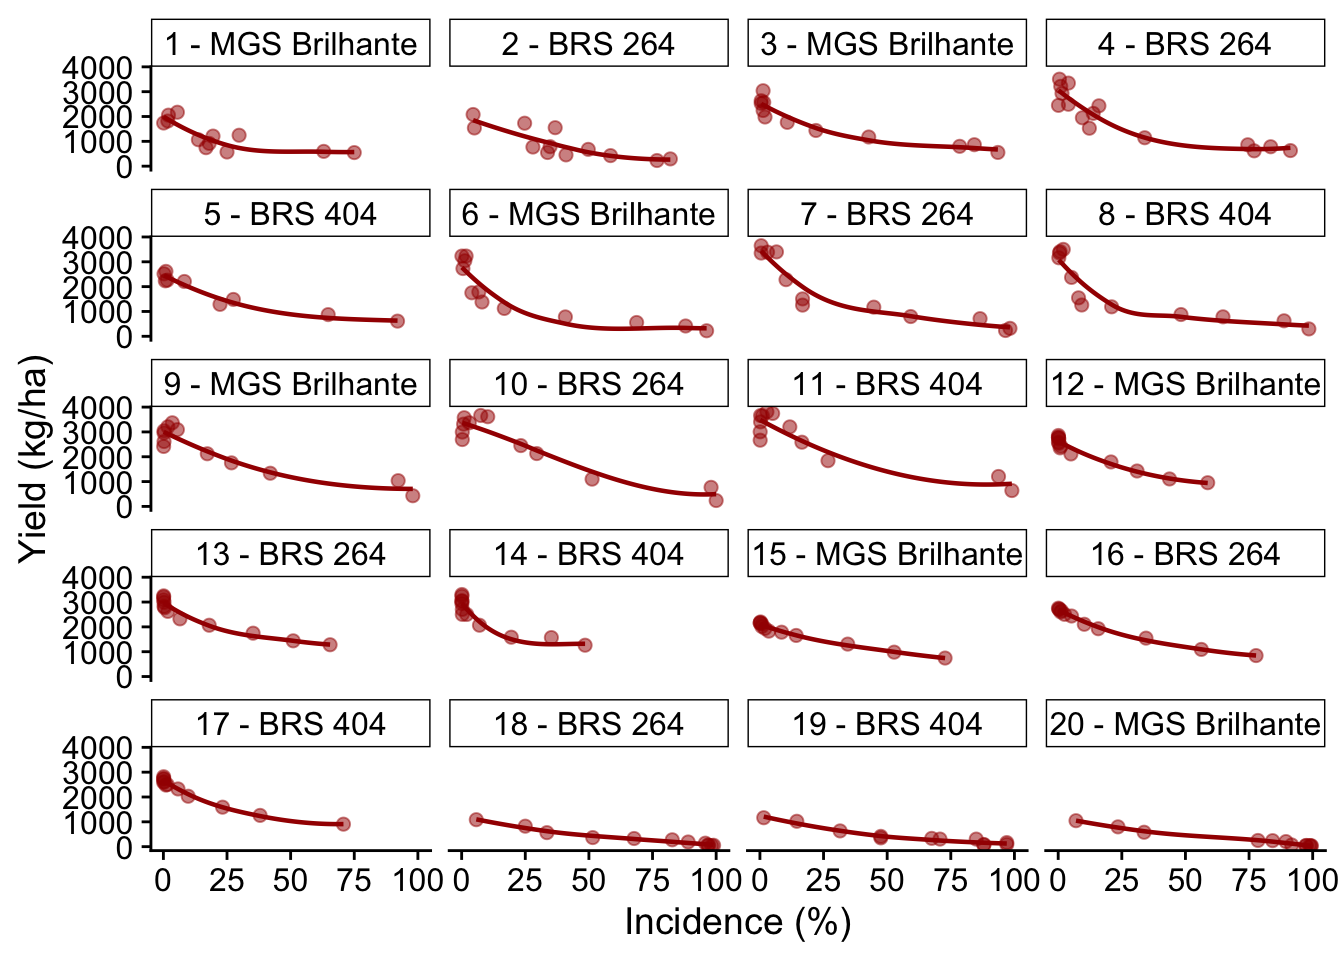 1 - MGS Brilhante
2 - BRS 264
3 - MGS Brilhante
4 - BRS 264
4000
3000
2000
1000
0
5 - BRS 404
6 - MGS Brilhante
7 - BRS 264
8 - BRS 404
4000
3000
2000
1000
0
9 - MGS Brilhante
10 - BRS 264
11 - BRS 404
12 - MGS Brilhante
4000
3000
2000
1000
0
13 - BRS 264
14 - BRS 404
15 - MGS Brilhante
16 - BRS 264
4000
3000
2000
1000
0
17 - BRS 404
18 - BRS 264
19 - BRS 404
20 - MGS Brilhante
4000
3000
2000
1000
0
0 25 50 75 100
0 25 50 75 100
0 25 50 75 100
0 25 50 75 100
Incidence (%)
Yield (kg/ha)